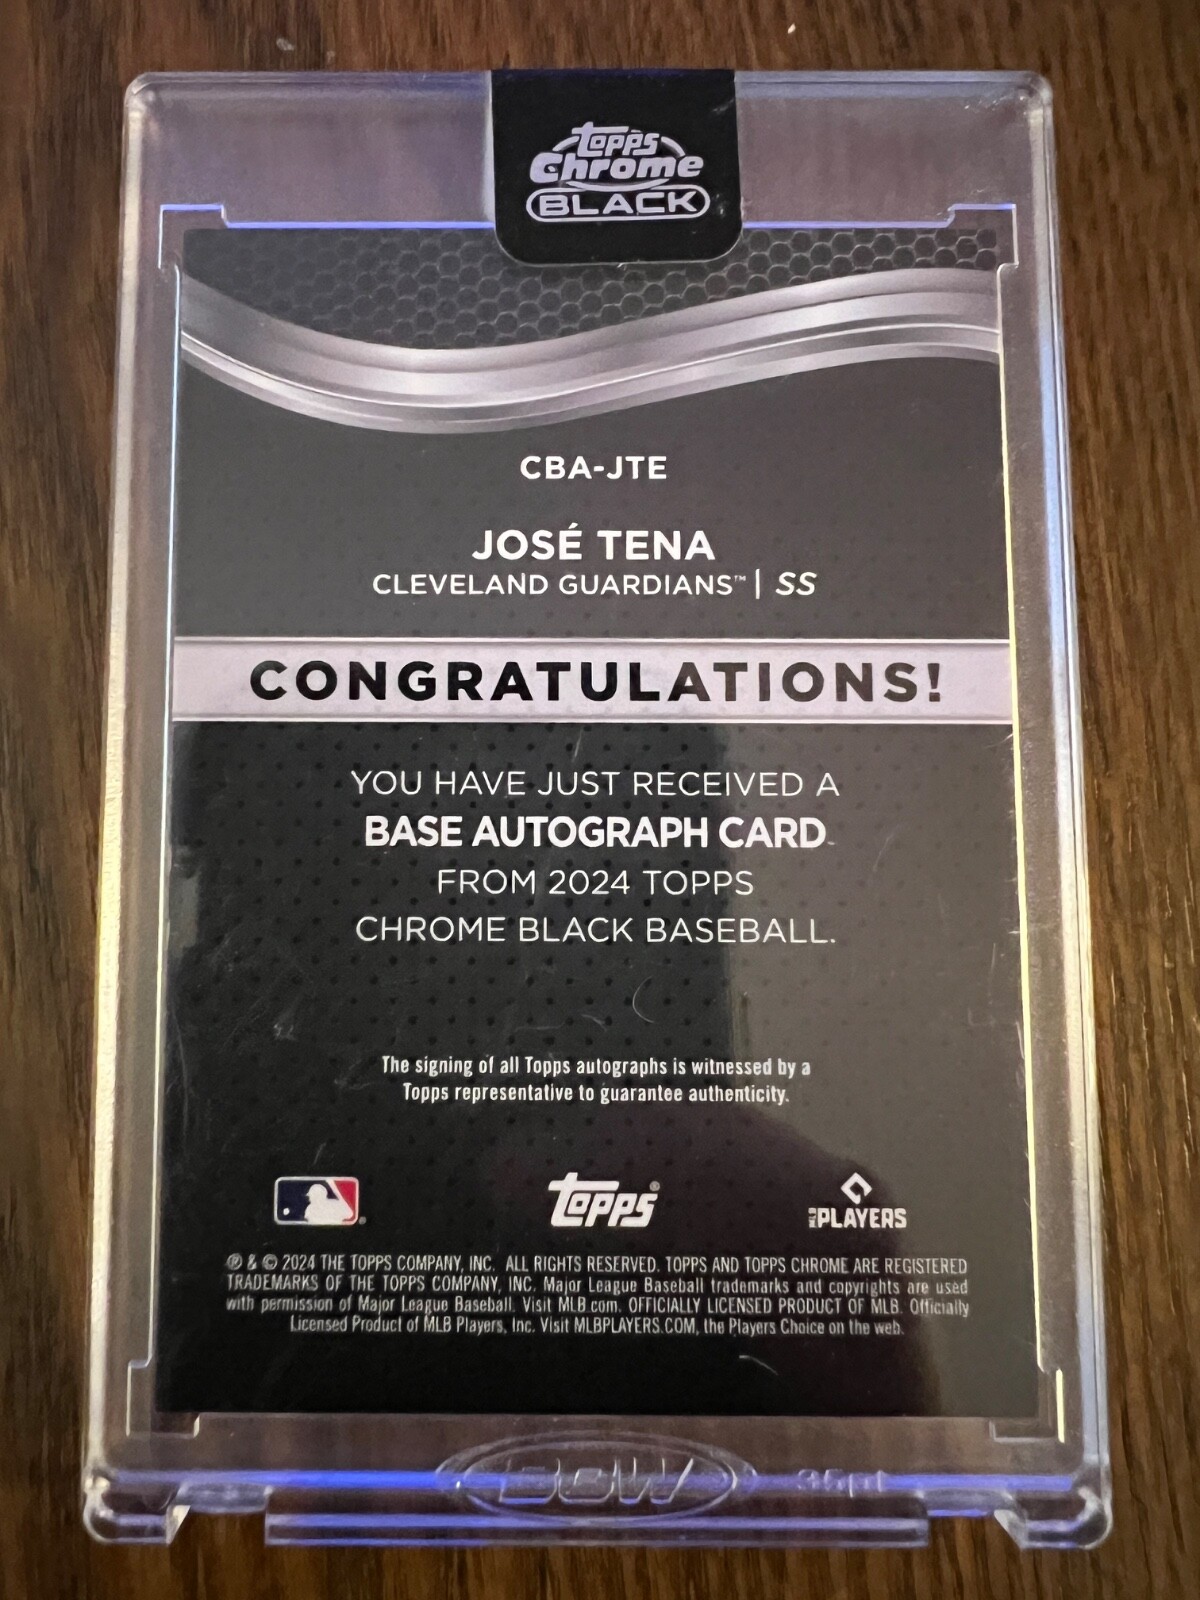 topps
Chrome
BLACK
CBA-JTE
JOSÉ TENA
CLEVELAND GUARDIANS™ | SS
CONGRATULATIONS!
YOU HAVE JUST RECEIVED A
BASE AUTOGRAPH CARD
FROM 2024 TOPPS
CHROME BLACK BASEBALL.
The signing of all Topps autographs is witnessed by a
Topps representative to guarantee authenticity.
topps®
MLB PLAYERS
® & © 2024 THE TOPPS COMPANY, INC. ALL RIGHTS RESERVED. TOPPS AND TOPPS CHROME ARE REGISTERED
TRADEMARKS OF THE TOPPS COMPANY, INC. Major League Baseball trademarks and copyrights are used
with permission of Major League Baseball. Visit MLB.com. OFFICIALLY LICENSED PRODUCT OF MLB. Officially
Licensed Product of MLB Players, Inc. Visit MLBPLAYERS.COM, the Players Choice on the web.
BCW 35pt